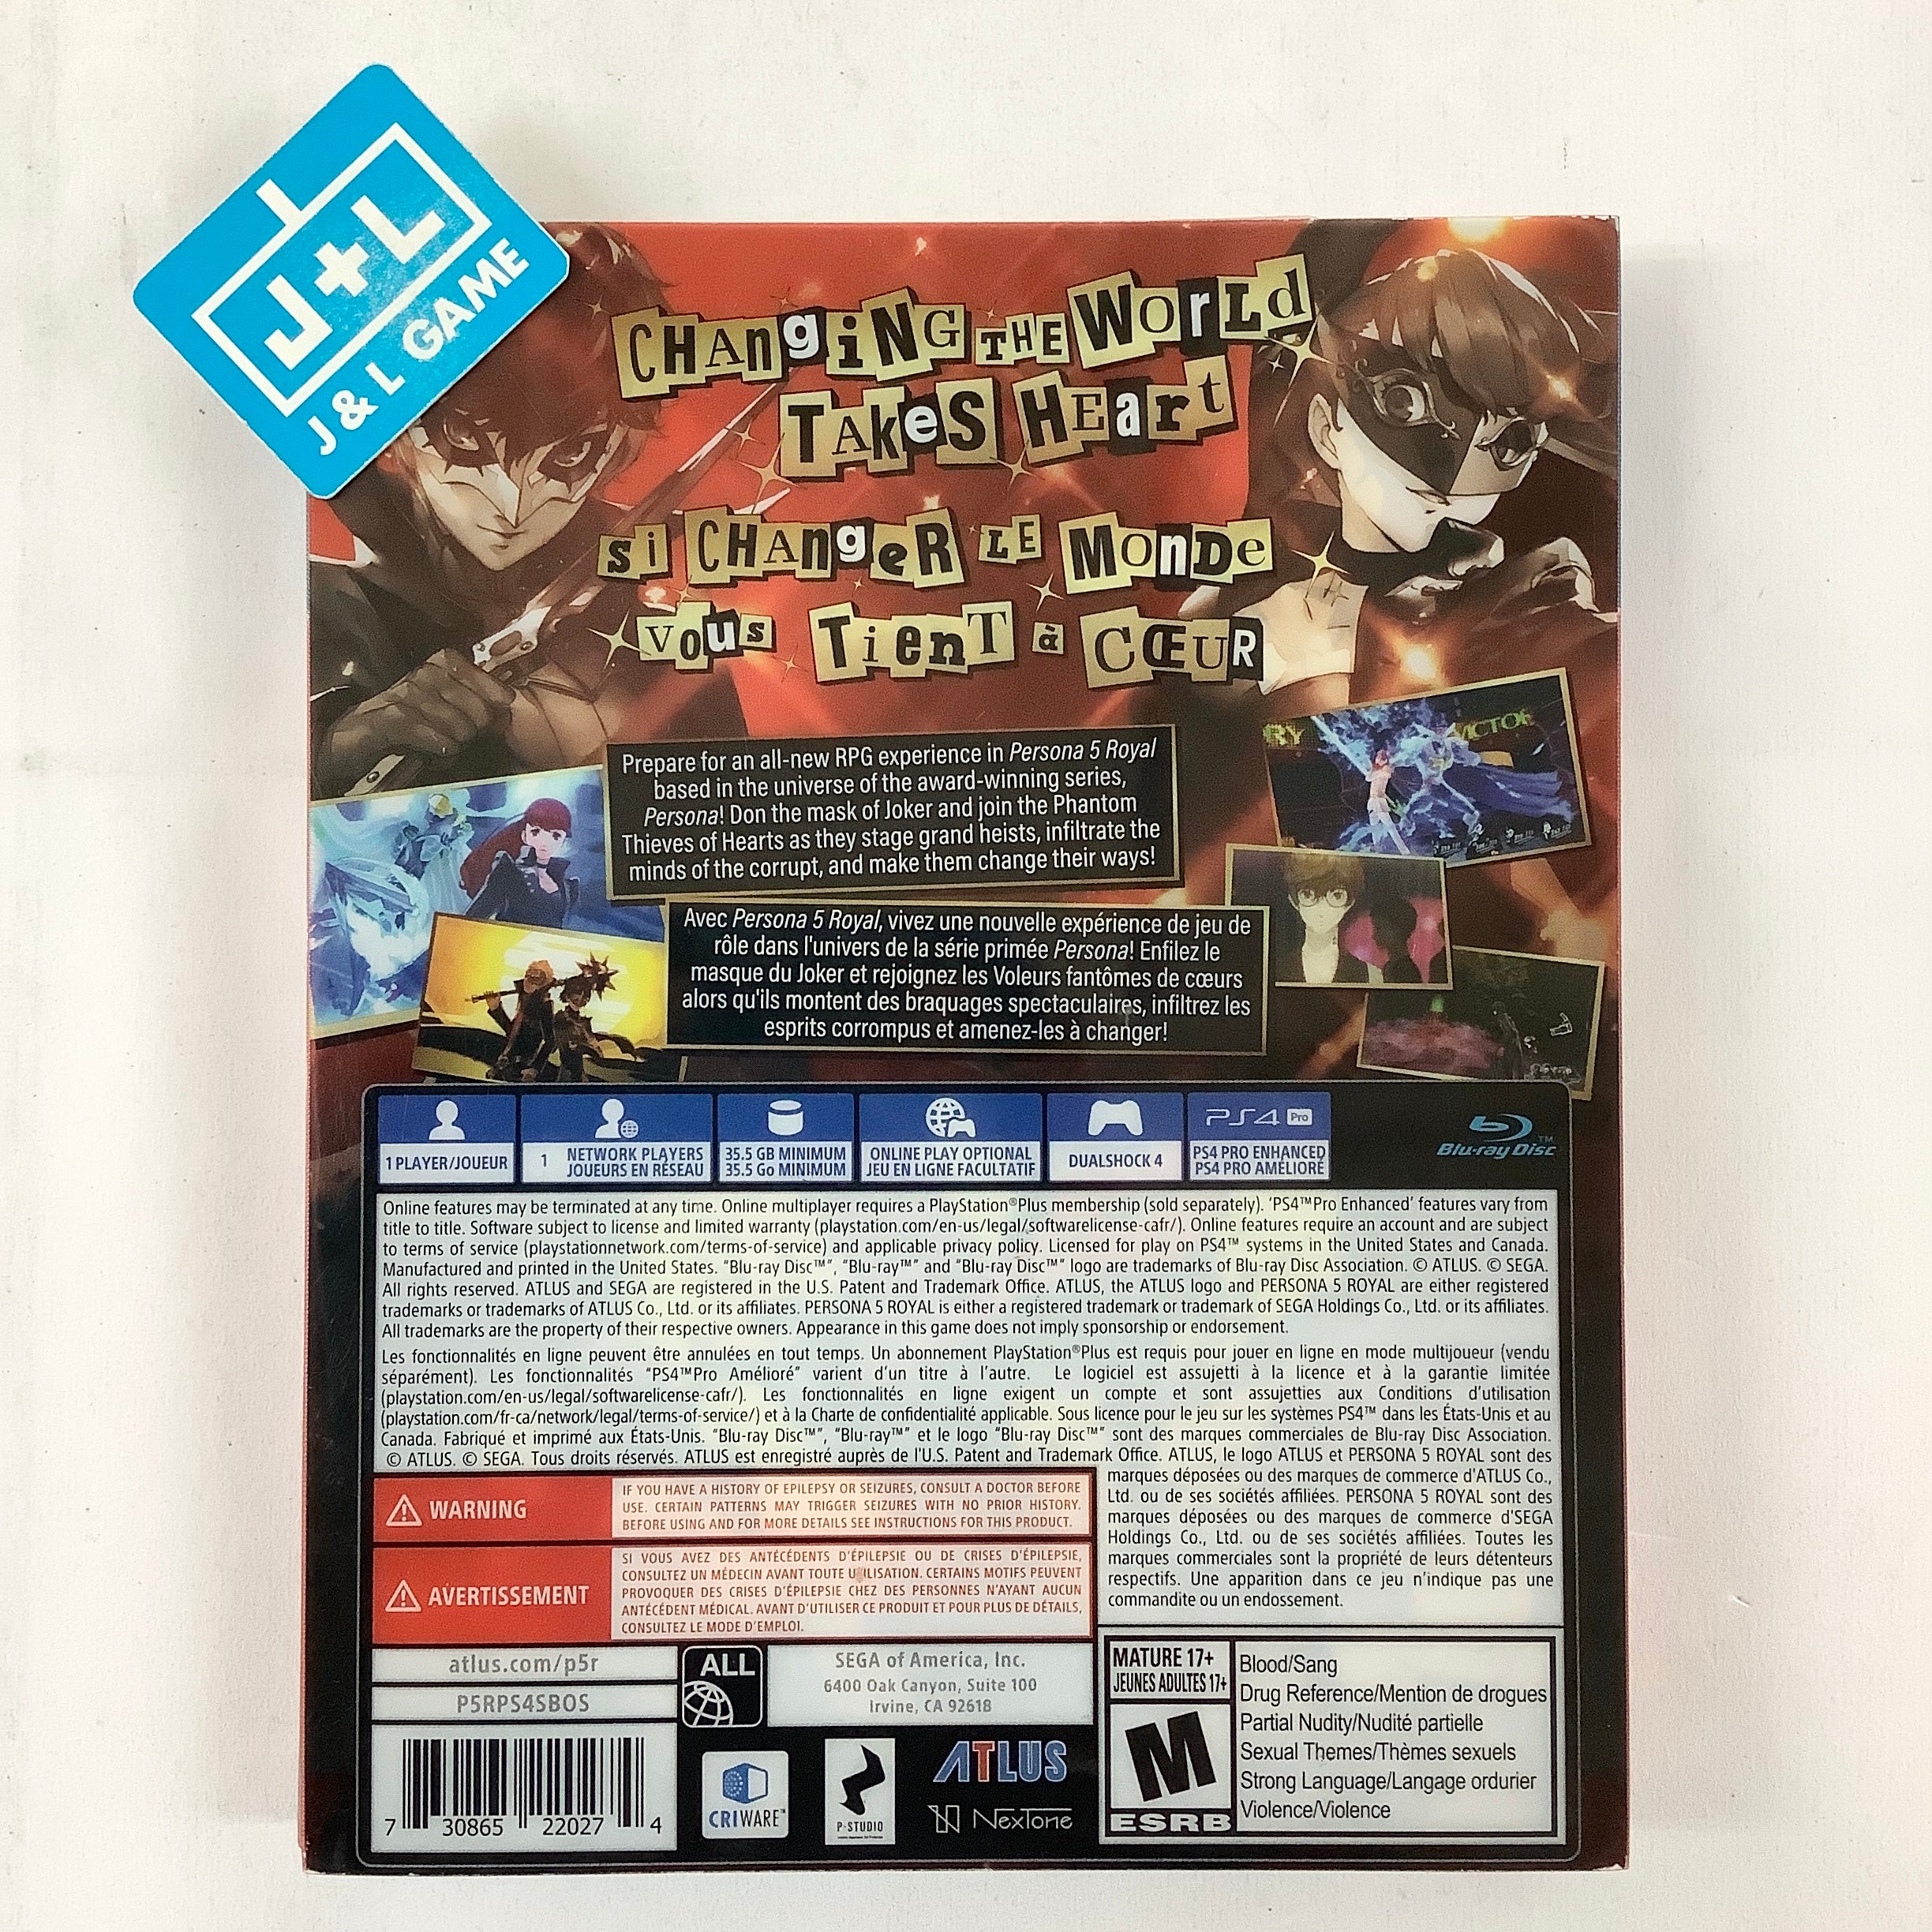 J+L
J & L GAME
CHAngiNG THE WorLd
TAKeS HEart
si CHAngeR LE MonDe
vous TienT à CŒUR
RY VICTOR
Prepare for an all-new RPG experience in Persona 5 Royal
based in the universe of the award-winning series,
Persona! Don the mask of Joker and join the Phantom
Thieves of Hearts as they stage grand heists, infiltrate the
minds of the corrupt, and make them change their ways!
Avec Persona 5 Royal, vivez une nouvelle expérience de jeu de
rôle dans l'univers de la série primée Persona! Enfilez le
masque du Joker et rejoignez les Voleurs fantômes de cœurs
alors qu'ils montent des braquages spectaculaires, infiltrez les
esprits corrompus et amenez-les à changer!
1 PLAYER/JOUEUR
1 NETWORK PLAYERS
JOUEURS EN RÉSEAU
35.5 GB MINIMUM
35.5 Go MINIMUM
ONLINE PLAY OPTIONAL
JEU EN LIGNE FACULTATIF
DUALSHOCK 4
PS4 Pro
PS4 PRO ENHANCED
PS4 PRO AMÉLIORÉ
Blu-ray Disc™
Online features may be terminated at any time. Online multiplayer requires a PlayStation®Plus membership (sold separately). 'PS4™Pro Enhanced' features vary from
title to title. Software subject to license and limited warranty (playstation.com/en-us/legal/softwarelicense-cafr/). Online features require an account and are subject
to terms of service (playstationnetwork.com/terms-of-service) and applicable privacy policy. Licensed for play on PS4™ systems in the United States and Canada.
Manufactured and printed in the United States. "Blu-ray Disc™", "Blu-ray™" and "Blu-ray Disc™" logo are trademarks of Blu-ray Disc Association. © ATLUS. © SEGA.
All rights reserved. ATLUS and SEGA are registered in the U.S. Patent and Trademark Office. ATLUS, the ATLUS logo and PERSONA 5 ROYAL are either registered
trademarks or trademarks of ATLUS Co., Ltd. or its affiliates. PERSONA 5 ROYAL is either a registered trademark or trademark of SEGA Holdings Co., Ltd. or its affiliates.
All trademarks are the property of their respective owners. Appearance in this game does not imply sponsorship or endorsement.
Les fonctionnalités en ligne peuvent être annulées en tout temps. Un abonnement PlayStation®Plus est requis pour jouer en ligne en mode multijoueur (vendu
séparément). Les fonctionnalités "PS4™Pro Amélioré" varient d'un titre à l'autre. Le logiciel est assujetti à la licence et à la garantie limitée
(playstation.com/en-us/legal/softwarelicense-cafr/). Les fonctionnalités en ligne exigent un compte et sont assujetties aux Conditions d'utilisation
(playstation.com/fr-ca/network/legal/terms-of-service/) et à la Charte de confidentialité applicable. Sous licence pour le jeu sur les systèmes PS4™ dans les États-Unis et au
Canada. Fabriqué et imprimé aux États-Unis. "Blu-ray Disc™", "Blu-ray™" et le logo "Blu-ray Disc™" sont des marques commerciales de Blu-ray Disc Association.
© ATLUS. © SEGA. Tous droits réservés. ATLUS est enregistré auprès de l'U.S. Patent and Trademark Office. ATLUS, le logo ATLUS et PERSONA 5 ROYAL sont des
marques déposées ou des marques de commerce d'ATLUS Co.,
Ltd. ou de ses sociétés affiliées. PERSONA 5 ROYAL sont des
marques déposées ou des marques de commerce d'SEGA
Holdings Co., Ltd. ou de ses sociétés affiliées. Toutes les
marques commerciales sont la propriété de leurs détenteurs
respectifs. Une apparition dans ce jeu n'indique pas une
commandite ou un endossement.
WARNING
IF YOU HAVE A HISTORY OF EPILEPSY OR SEIZURES, CONSULT A DOCTOR BEFORE
USE. CERTAIN PATTERNS MAY TRIGGER SEIZURES WITH NO PRIOR HISTORY.
BEFORE USING AND FOR MORE DETAILS SEE INSTRUCTIONS FOR THIS PRODUCT.
AVERTISSEMENT
SI VOUS AVEZ DES ANTÉCÉDENTS D'ÉPILEPSIE OU DE CRISES D'ÉPILEPSIE,
CONSULTEZ UN MÉDECIN AVANT TOUTE UTILISATION. CERTAINS MOTIFS PEUVENT
PROVOQUER DES CRISES D'ÉPILEPSIE CHEZ DES PERSONNES N'AYANT AUCUN
ANTÉCÉDENT MÉDICAL. AVANT D'UTILISER CE PRODUIT ET POUR PLUS DE DÉTAILS,
CONSULTEZ LE MODE D'EMPLOI.
atlus.com/p5r
P5RPS4SBOS
ALL
SEGA of America, Inc.
6400 Oak Canyon, Suite 100
Irvine, CA 92618
7 30865 22027 4
CRIWARE™
P-STUDIO
ATLUS
NexTone
MATURE 17+
JEUNES ADULTES 17+
M
ESRB
Blood/Sang
Drug Reference/Mention de drogues
Partial Nudity/Nudité partielle
Sexual Themes/Thèmes sexuels
Strong Language/Langage ordurier
Violence/Violence